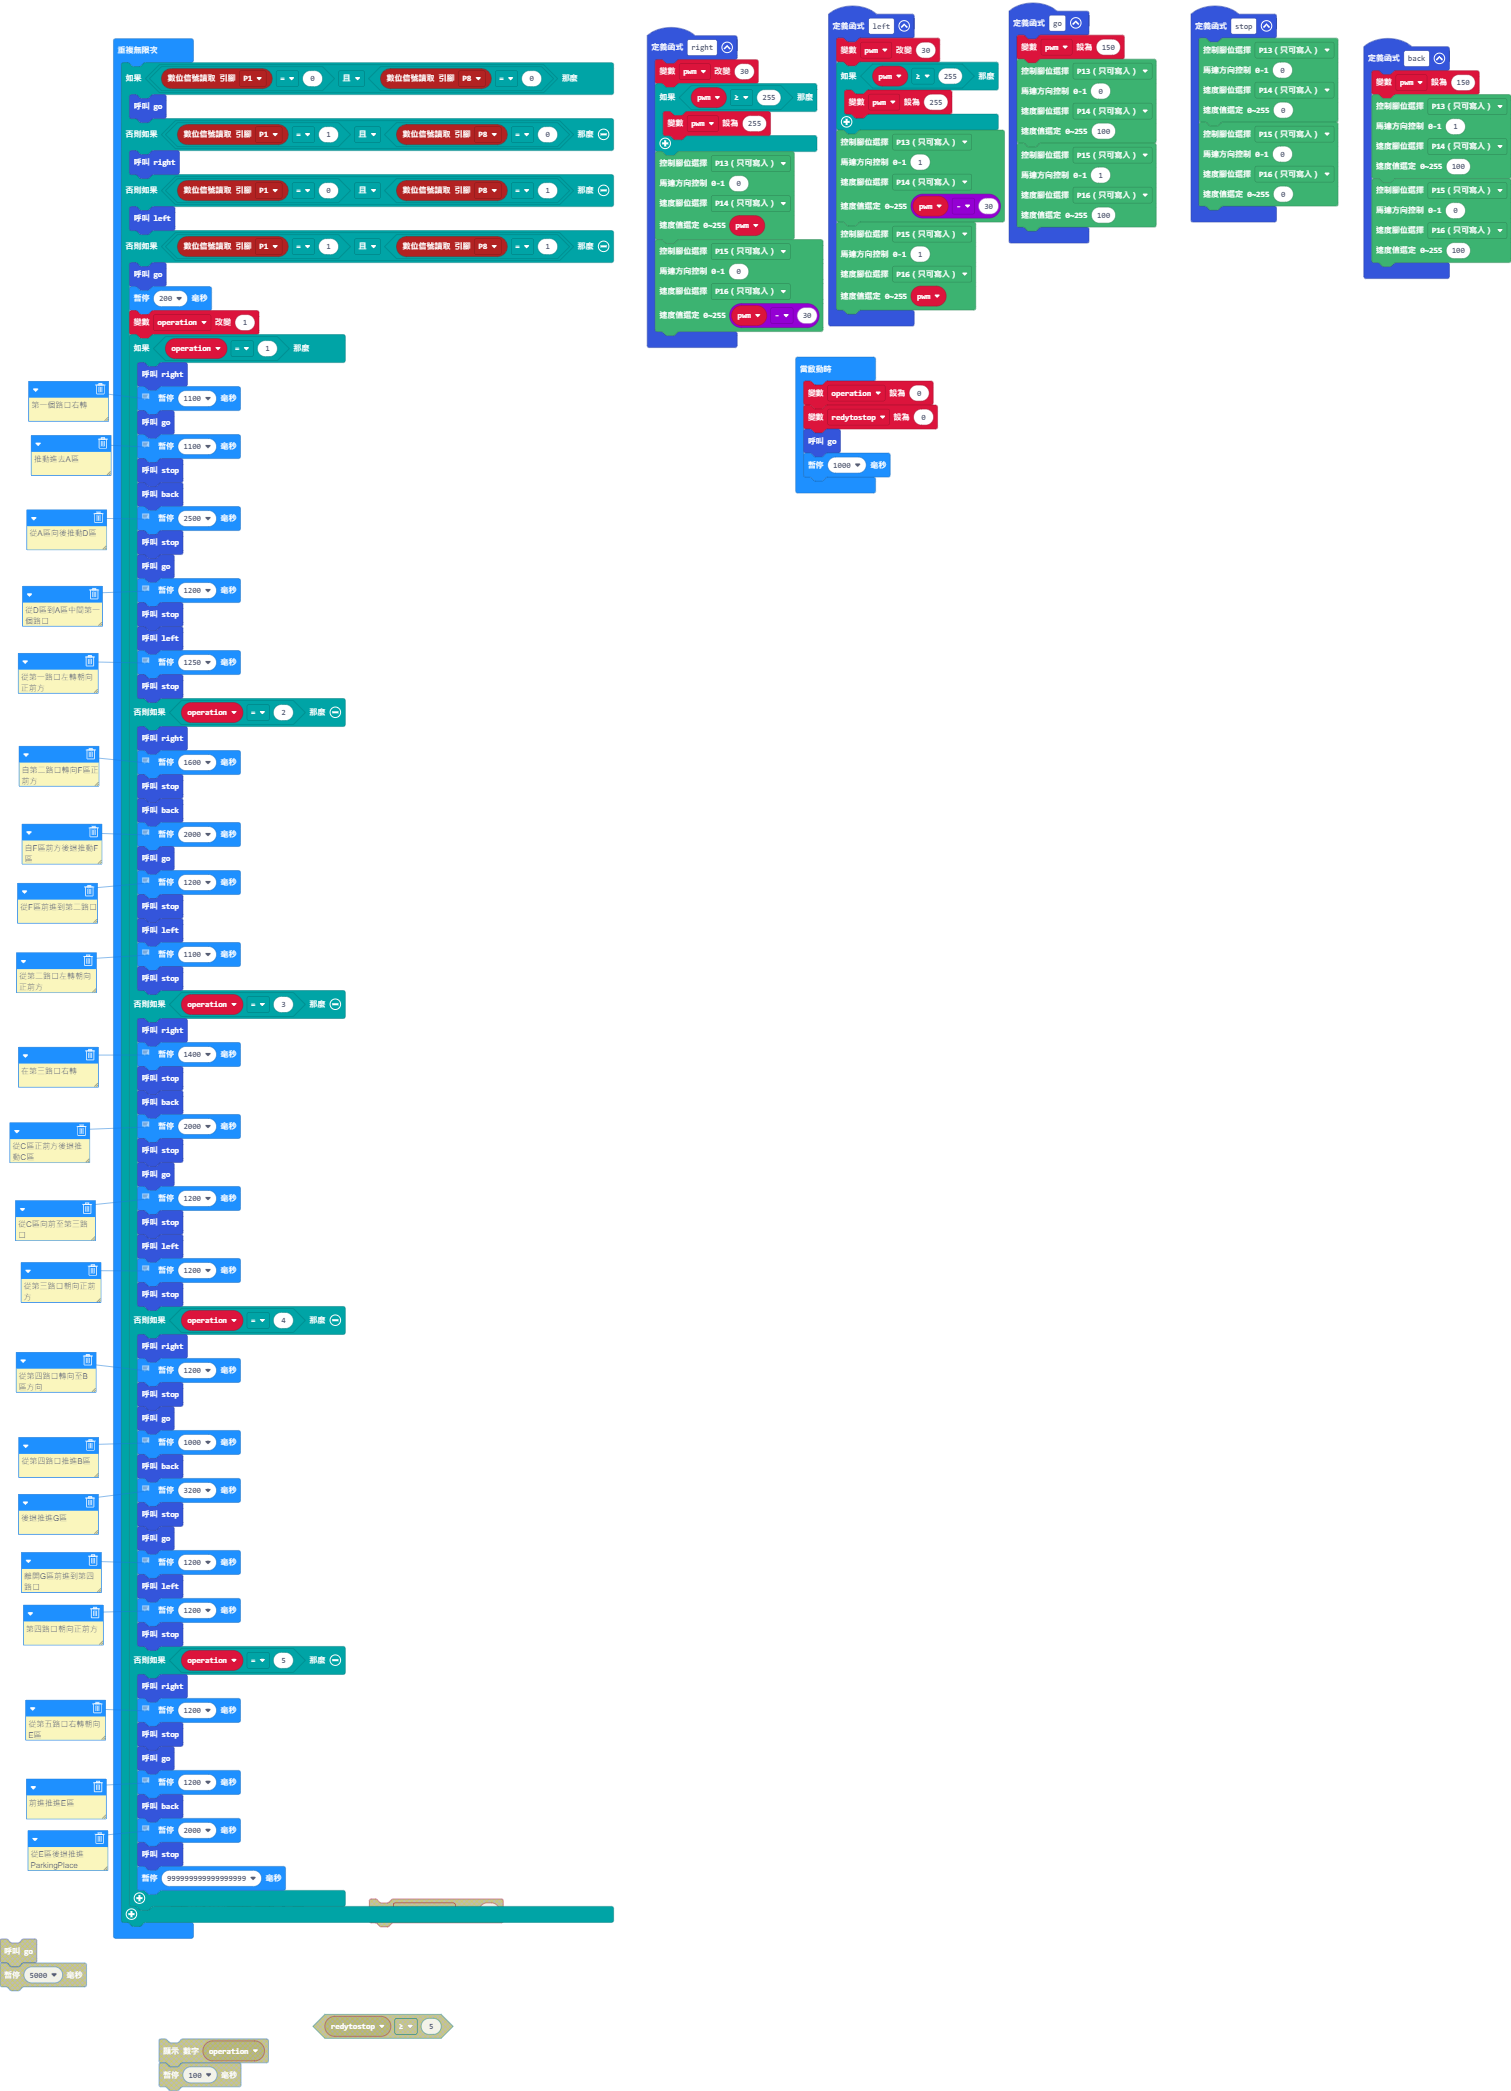 重複無限次
如果 數位信號讀取 引腳 P1 = 0 且 數位信號讀取 引腳 P8 = 0 那麼
呼叫 go
否則如果 數位信號讀取 引腳 P1 = 1 且 數位信號讀取 引腳 P8 = 0 那麼
呼叫 right
否則如果 數位信號讀取 引腳 P1 = 0 且 數位信號讀取 引腳 P8 = 1 那麼
呼叫 left
否則如果 數位信號讀取 引腳 P1 = 1 且 數位信號讀取 引腳 P8 = 1 那麼
呼叫 go
暫停 200 毫秒
變數 operation 改變 1
如果 operation = 1 那麼
呼叫 right
暫停 1100 毫秒
第一個路口右轉
呼叫 go
暫停 1100 毫秒
推動進去A區
呼叫 stop
呼叫 back
暫停 2500 毫秒
從A區向後推動D區
呼叫 stop
呼叫 go
暫停 1200 毫秒
從D區到A區中間第一
個路口
呼叫 stop
呼叫 left
暫停 1250 毫秒
從第一路口左轉朝向
正前方
呼叫 stop
否則如果 operation = 2 那麼
呼叫 right
暫停 1600 毫秒
自第二路口轉向F區正
前方
呼叫 stop
呼叫 back
暫停 2000 毫秒
自F區前方後退推動F
區
呼叫 go
暫停 1200 毫秒
從F區前進到第二路口
呼叫 stop
呼叫 left
暫停 1100 毫秒
從第二路口左轉朝向
正前方
呼叫 stop
否則如果 operation = 3 那麼
呼叫 right
暫停 1400 毫秒
在第三路口右轉
呼叫 stop
呼叫 back
暫停 2000 毫秒
從C區正前方後退推
動C區
呼叫 stop
呼叫 go
暫停 1200 毫秒
從C區向前至第三路
口
呼叫 stop
呼叫 left
暫停 1200 毫秒
從第三路口朝向正前
方
呼叫 stop
否則如果 operation = 4 那麼
呼叫 right
暫停 1200 毫秒
從第四路口轉向至B
區方向
呼叫 stop
呼叫 go
暫停 1000 毫秒
從第四路口推進B區
呼叫 back
暫停 3200 毫秒
後退推進G區
呼叫 stop
呼叫 go
暫停 1200 毫秒
離開G區前進到第四
路口
呼叫 left
暫停 1200 毫秒
第四路口朝向正前方
呼叫 stop
否則如果 operation = 5 那麼
呼叫 right
暫停 1200 毫秒
從第五路口右轉朝向
E區
呼叫 stop
呼叫 go
暫停 1200 毫秒
前進推進E區
呼叫 back
暫停 2000 毫秒
從E區後退推進
ParkingPlace
呼叫 stop
暫停 999999999999999999 毫秒
呼叫 go
暫停 5000 毫秒
redytostop ≥ 5
顯示 數字 operation
暫停 100 毫秒
定義函式 right
變數 pwm 改變 30
如果 pwm ≥ 255 那麼
變數 pwm 設為 255
控制腳位選擇 P13 ( 只可寫入 )
馬達方向控制 0-1 0
速度腳位選擇 P14 ( 只可寫入 )
速度值選定 0~255 pwm
控制腳位選擇 P15 ( 只可寫入 )
馬達方向控制 0-1 0
速度腳位選擇 P16 ( 只可寫入 )
速度值選定 0~255 pwm - 30
定義函式 left
變數 pwm 改變 30
如果 pwm ≥ 255 那麼
變數 pwm 設為 255
控制腳位選擇 P13 ( 只可寫入 )
馬達方向控制 0-1 1
速度腳位選擇 P14 ( 只可寫入 )
速度值選定 0~255 pwm - 30
控制腳位選擇 P15 ( 只可寫入 )
馬達方向控制 0-1 1
速度腳位選擇 P16 ( 只可寫入 )
速度值選定 0~255 pwm
定義函式 go
變數 pwm 設為 150
控制腳位選擇 P13 ( 只可寫入 )
馬達方向控制 0-1 0
速度腳位選擇 P14 ( 只可寫入 )
速度值選定 0~255 100
控制腳位選擇 P15 ( 只可寫入 )
馬達方向控制 0-1 1
速度腳位選擇 P16 ( 只可寫入 )
速度值選定 0~255 100
定義函式 stop
控制腳位選擇 P13 ( 只可寫入 )
馬達方向控制 0-1 0
速度腳位選擇 P14 ( 只可寫入 )
速度值選定 0~255 0
控制腳位選擇 P15 ( 只可寫入 )
馬達方向控制 0-1 0
速度腳位選擇 P16 ( 只可寫入 )
速度值選定 0~255 0
定義函式 back
變數 pwm 設為 150
控制腳位選擇 P13 ( 只可寫入 )
馬達方向控制 0-1 1
速度腳位選擇 P14 ( 只可寫入 )
速度值選定 0~255 100
控制腳位選擇 P15 ( 只可寫入 )
馬達方向控制 0-1 0
速度腳位選擇 P16 ( 只可寫入 )
速度值選定 0~255 100
當啟動時
變數 operation 設為 0
變數 redytostop 設為 0
呼叫 go
暫停 1000 毫秒